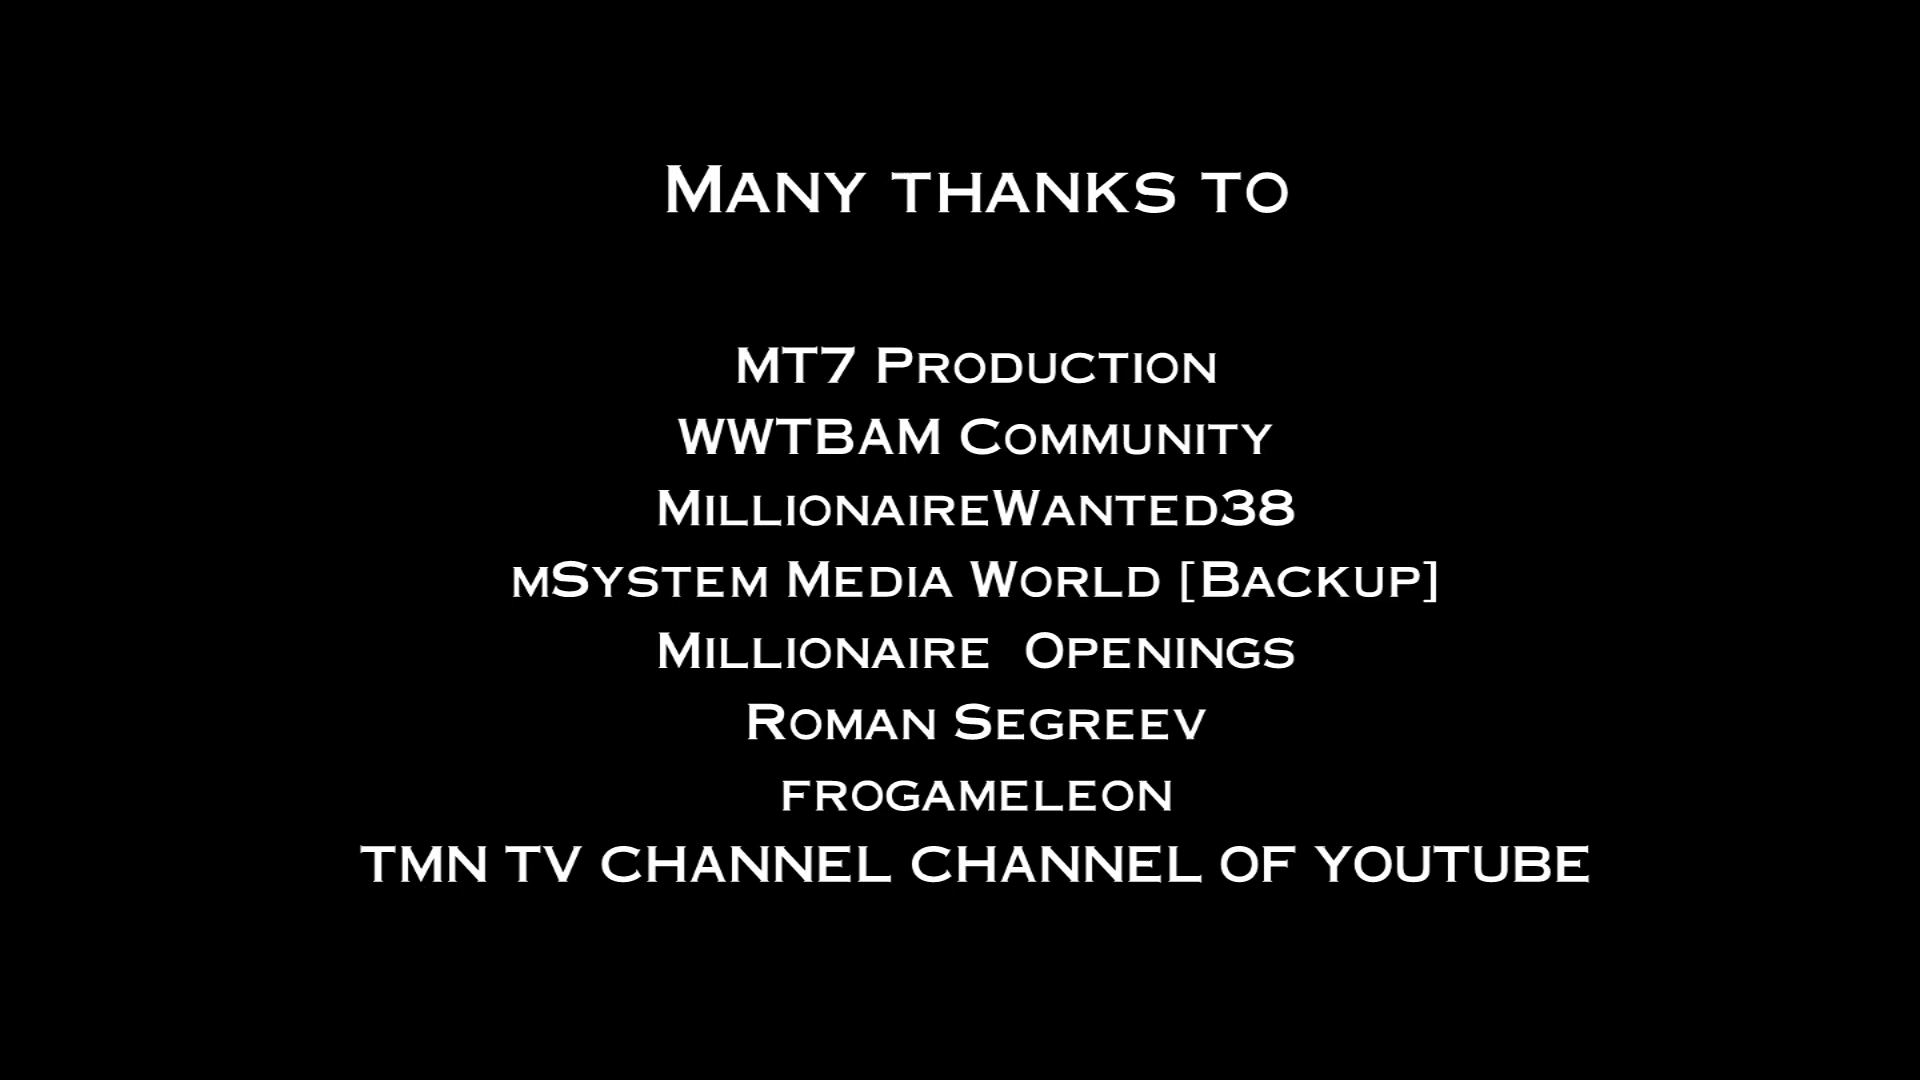 Many thanks to
MT7 Production
WWTBAM Community
MillionaireWanted38
mSystem Media World [Backup]
Millionaire  Openings
Roman Segreev
frogameleon
TMN TV CHANNEL CHANNEL OF YOUTUBE